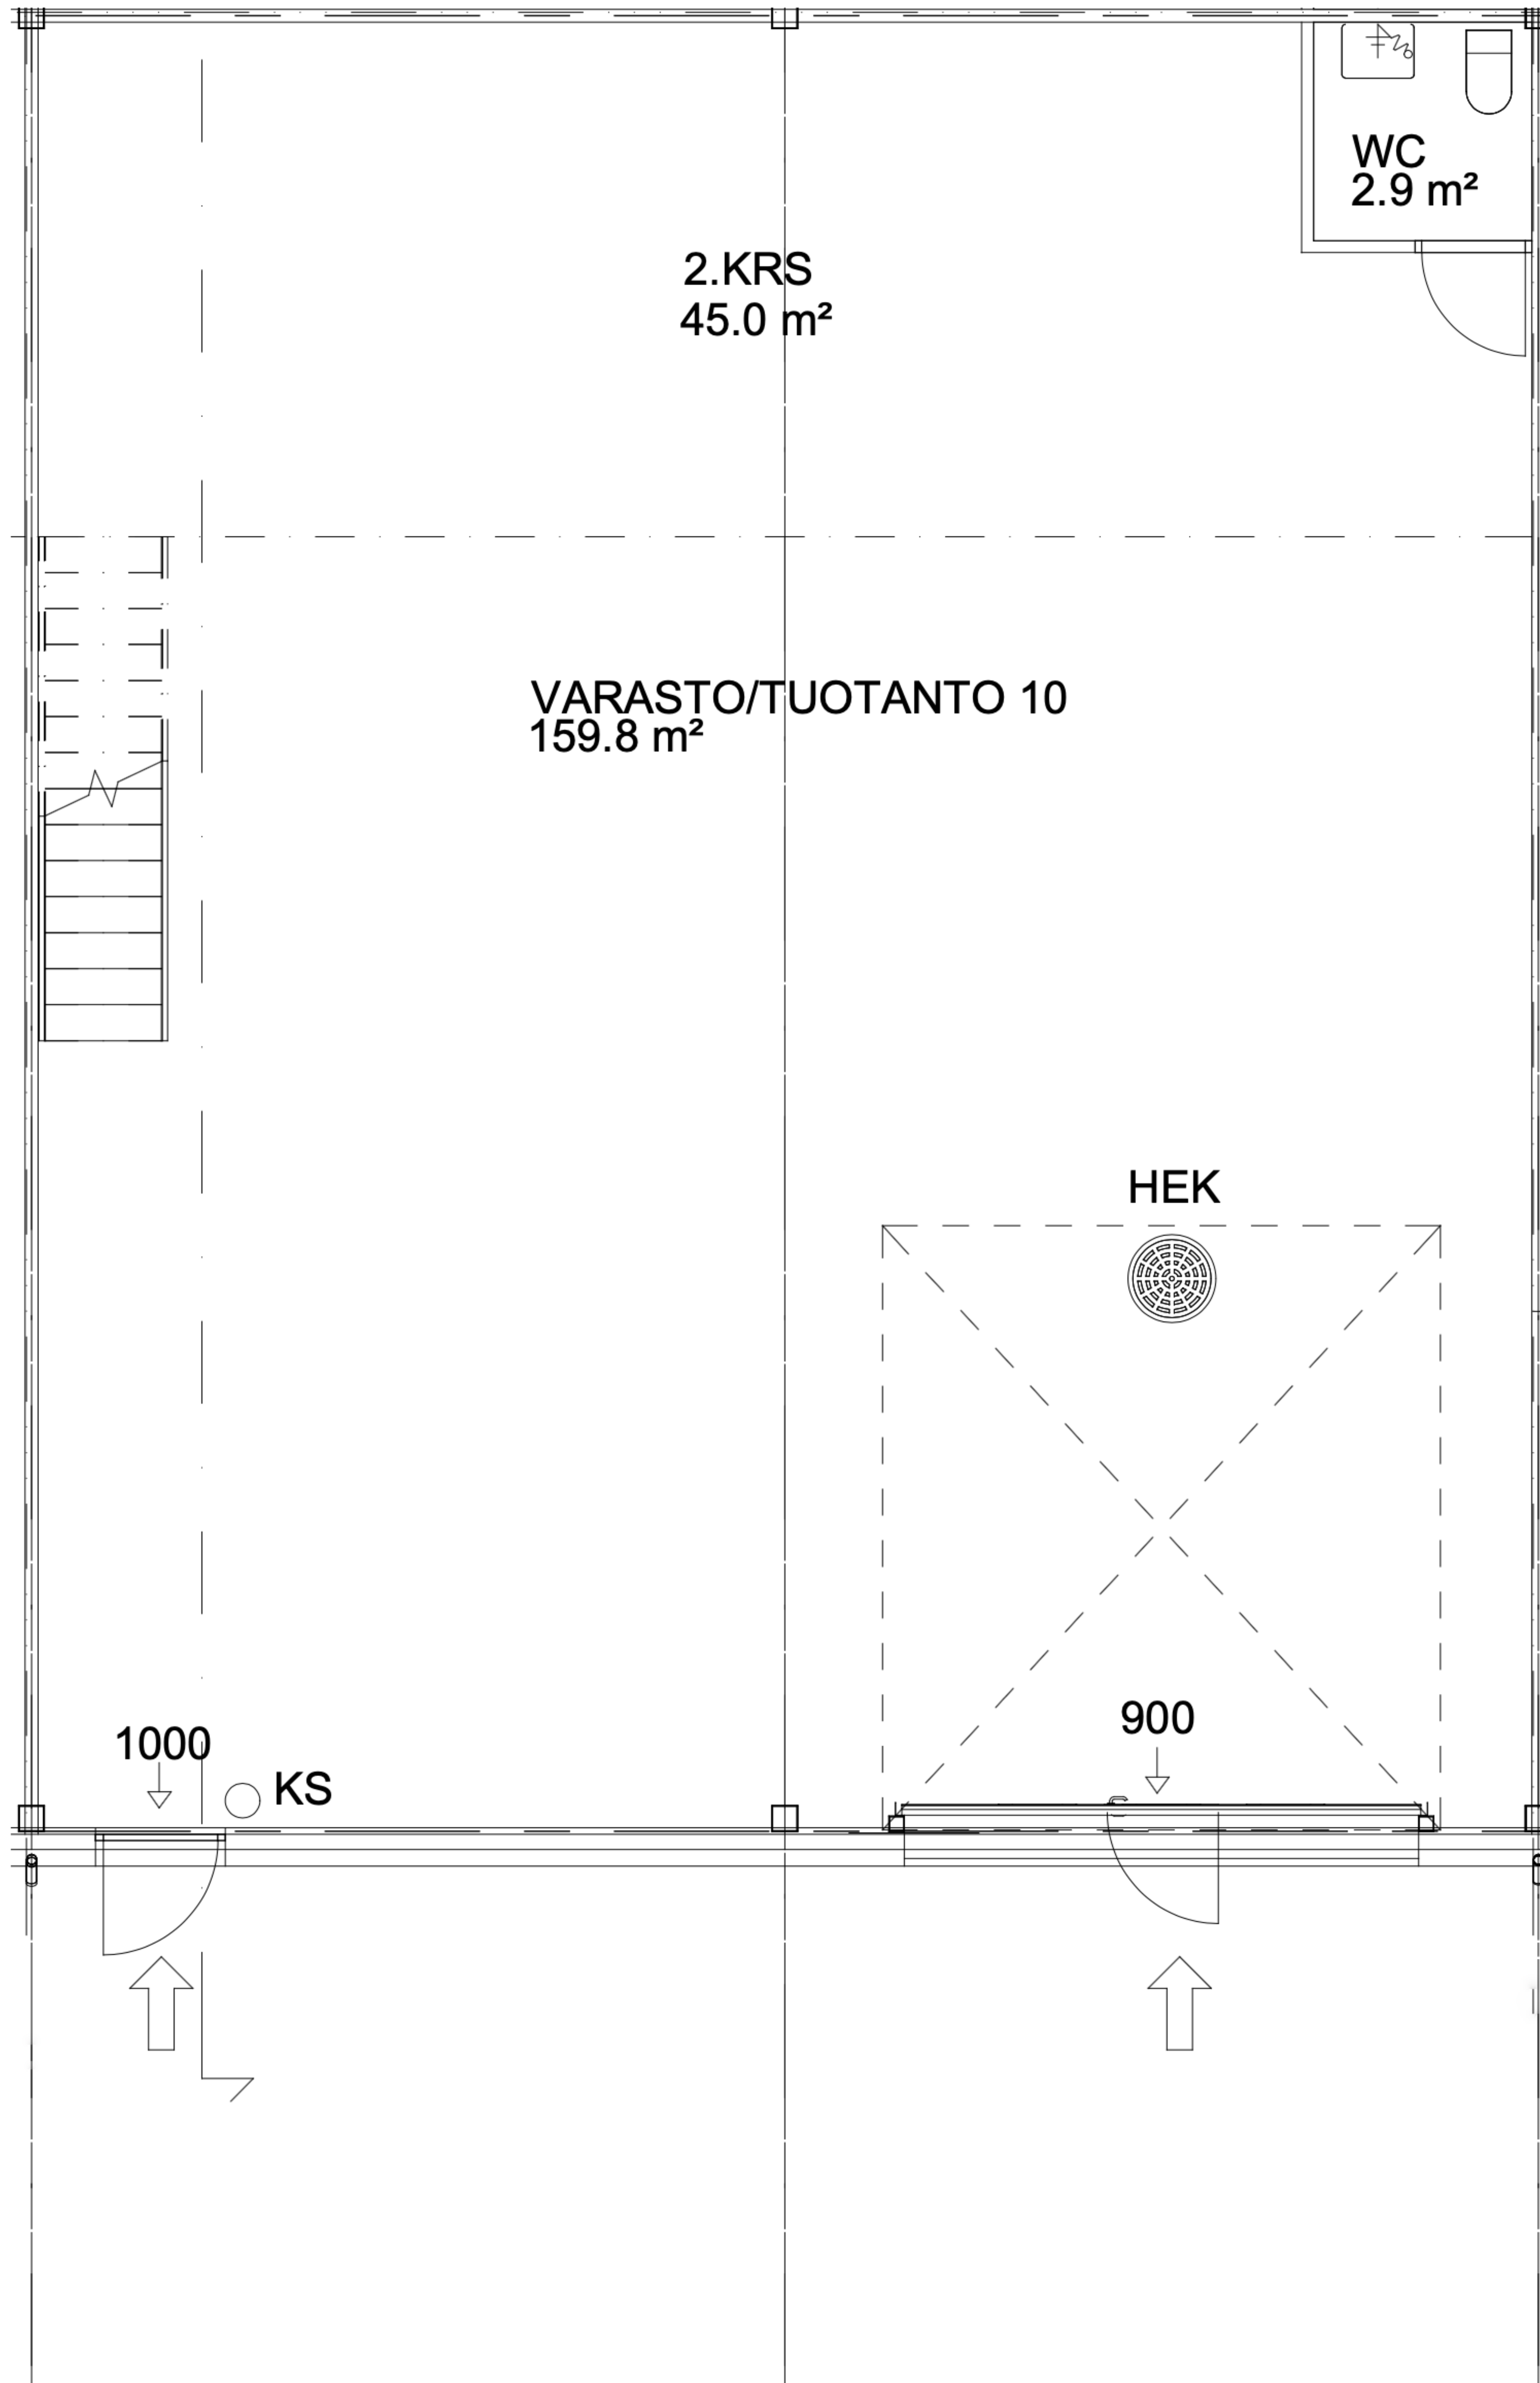 WC
2.9 m²
2.KRS
45.0 m²
VARASTO/TUOTANTO 10
159.8 m²
HEK
900
1000
KS